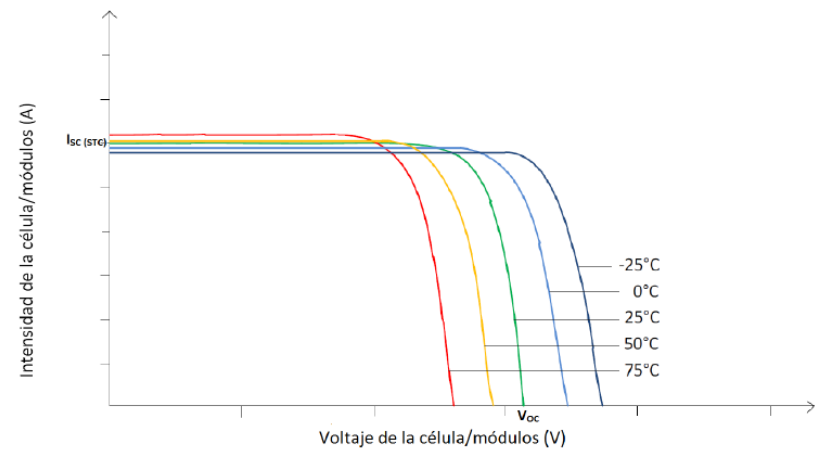 Intensidad de la célula/módulos (A)
ISC (STC)
-25°C
0°C
25°C
50°C
75°C
VOC
Voltaje de la célula/módulos (V)